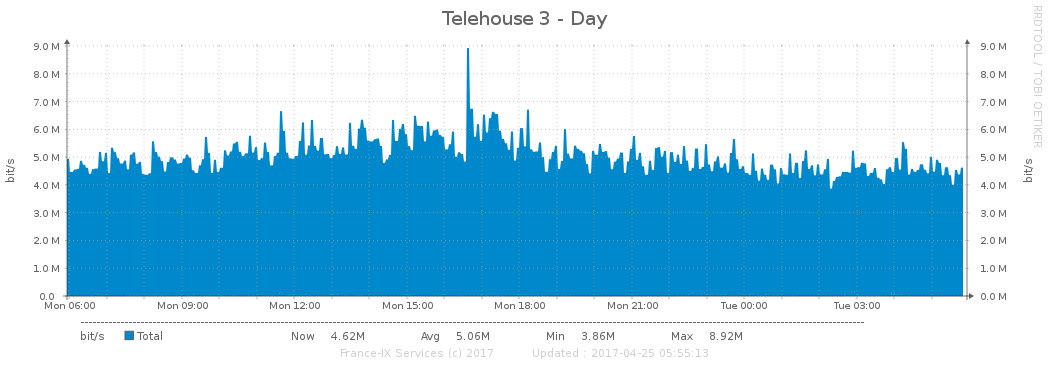 Telehouse 3 - Day
RRDTOOL / TOBI OETIKER
9.0 M 9.0 M
8.0 M 8.0 M
7.0 M 7.0 M
6.0 M 6.0 M
5.0 M 5.0 M
bit/s bit/s
4.0 M 4.0 M
3.0 M 3.0 M
2.0 M 2.0 M
1.0 M 1.0 M
0.0 0.0 M
Mon 06:00 Mon 09:00 Mon 12:00 Mon 15:00 Mon 18:00 Mon 21:00 Tue 00:00 Tue 03:00
bit/s Total Now 4.62M Avg 5.06M Min 3.86M Max 8.92M
France-IX Services (c) 2017 Updated : 2017-04-25 05:55:13